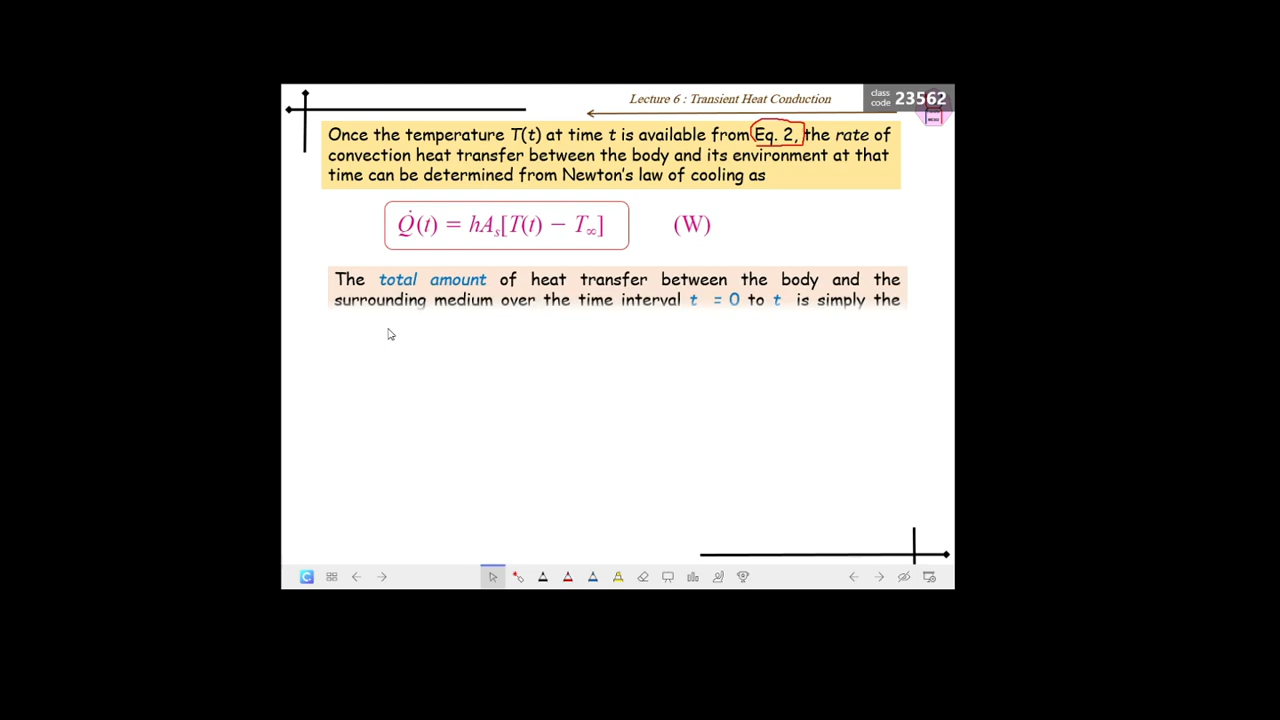 Lecture 6 : Transient Heat Conduction
class code 23562
Once the temperature T(t) at time t is available from Eq. 2, the rate of
convection heat transfer between the body and its environment at that
time can be determined from Newton's law of cooling as
Q̇(t) = hAₛ[T(t) − T∞] (W)
The total amount of heat transfer between the body and the
surrounding medium over the time interval t = 0 to t is simply the